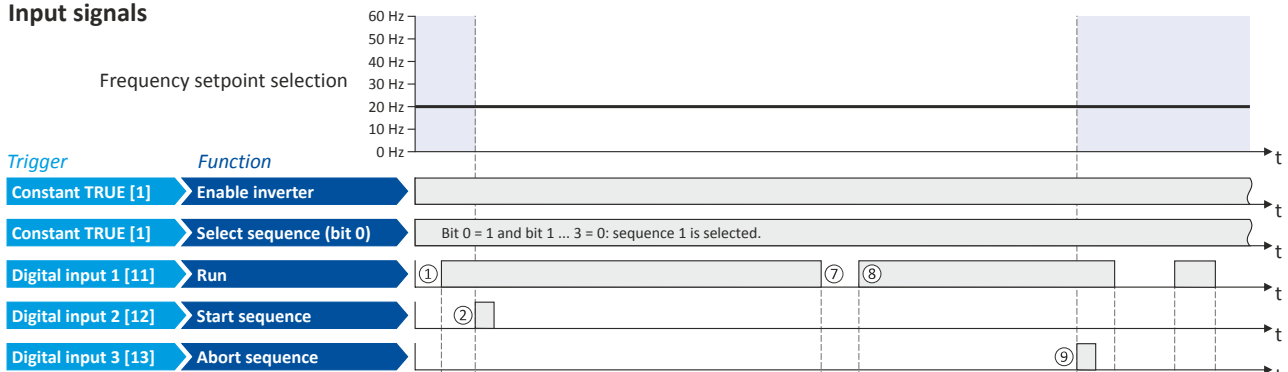 Input signals
60 Hz
50 Hz
Frequency setpoint selection
40 Hz
30 Hz
20 Hz
10 Hz
0 Hz
t
Trigger Function
Constant TRUE [1] Enable inverter
t
Constant TRUE [1] Select sequence (bit 0) Bit 0 = 1 and bit 1 ... 3 = 0: sequence 1 is selected.
t
Digital input 1 [11] Run ① ⑦ ⑧
t
Digital input 2 [12] Start sequence ②
t
Digital input 3 [13] Abort sequence ⑨